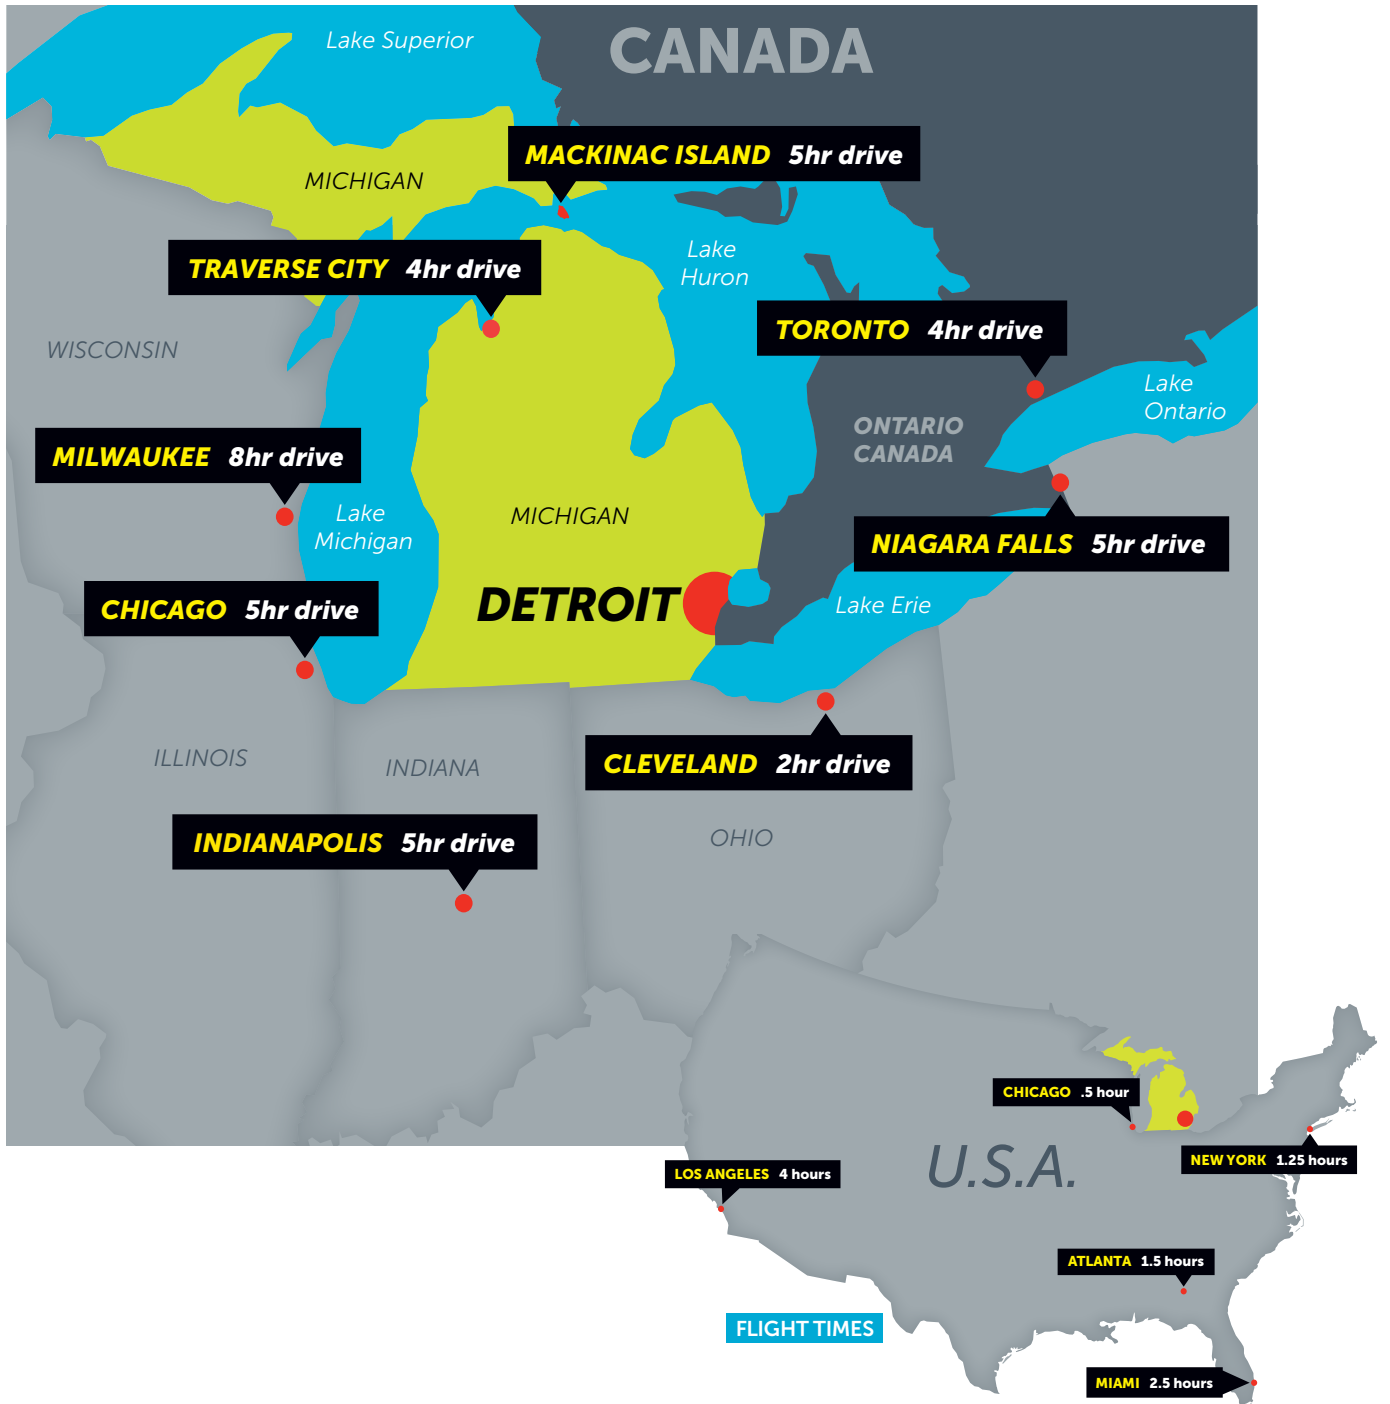 Lake Superior
CANADA
MACKINAC ISLAND 5hr drive
MICHIGAN
Lake
Huron
TRAVERSE CITY 4hr drive
TORONTO 4hr drive
WISCONSIN
Lake
Ontario
ONTARIO
CANADA
MILWAUKEE 8hr drive
Lake
Michigan
MICHIGAN
NIAGARA FALLS 5hr drive
CHICAGO 5hr drive
DETROIT
Lake Erie
ILLINOIS
INDIANA
CLEVELAND 2hr drive
INDIANAPOLIS 5hr drive
OHIO
CHICAGO .5 hour
U.S.A.
NEW YORK 1.25 hours
LOS ANGELES 4 hours
ATLANTA 1.5 hours
FLIGHT TIMES
MIAMI 2.5 hours